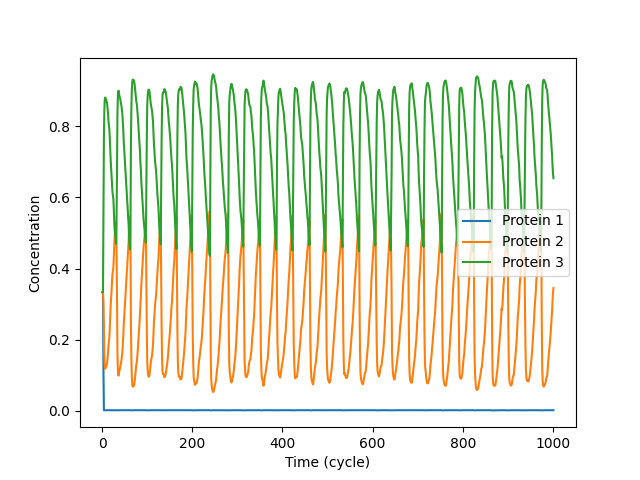 0.8
0.6
0.4
0.2
0.0
Concentration
Protein 1
Protein 2
Protein 3
0
200
400
600
800
1000
Time (cycle)